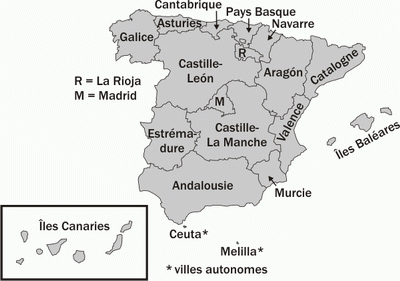 Cantabrique
Pays Basque
Asturies
Navarre
Galice
R
Castille-
León
Aragón
Catalogne
R = La Rioja
M = Madrid
M
Valence
Estréma-
dure
Castille-
La Manche
Îles Baléares
Andalousie
Murcie
Îles Canaries
Ceuta*
Melilla*
* villes autonomes